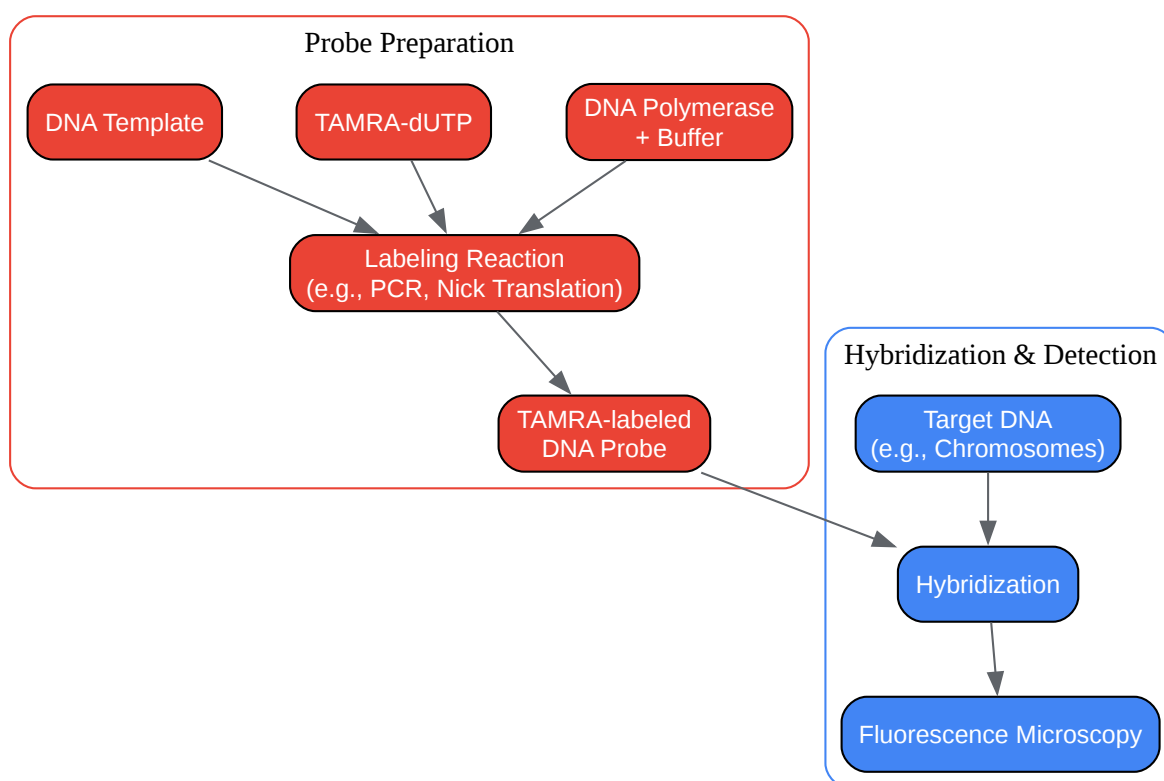 Probe Preparation
DNA Template
TAMRA-dUTP
DNA Polymerase
+ Buffer
Labeling Reaction
(e.g., PCR, Nick Translation)
TAMRA-labeled
DNA Probe
Hybridization & Detection
Target DNA
(e.g., Chromosomes)
Hybridization
Fluorescence Microscopy